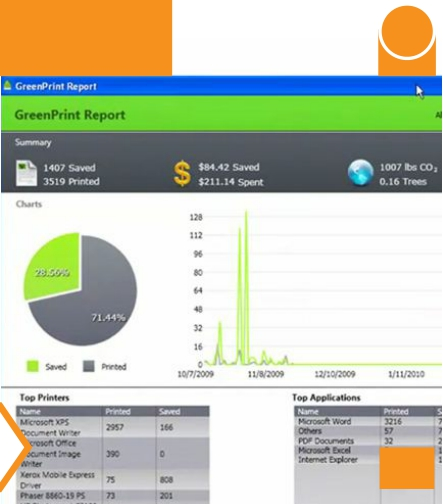 GreenPrint Report
GreenPrint Report
Summary
1407 Saved
3519 Printed
$84.42 Saved
$211.14 Spent
1007 lbs CO2
0.16 Trees
Charts
128
112
96
80
64
48
32
16
0
28.56%
71.44%
10/7/2009 11/8/2009 12/10/2009 1/11/2010
Saved Printed
Top Printers
Name Printed Saved
Microsoft XPS
Document Writer 2957 166
Microsoft Office
Document Image 390 0
Writer
Xerox Mobile Express
Driver 75 808
Phaser 8860-19 PS 73 201
Top Applications
Name Printed
Microsoft Word 3216
Others 57
PDF Documents 32
Microsoft Excel
Internet Explorer